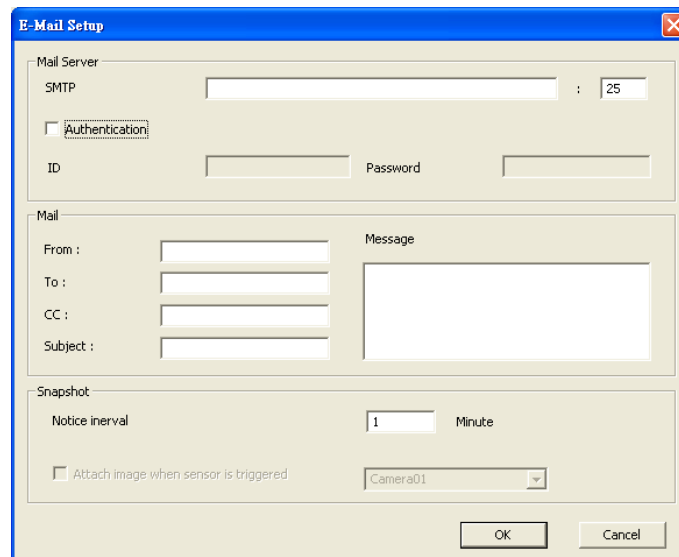 E-Mail Setup
Mail Server
SMTP : 25
Authentication
ID Password
Mail
From :
Message
To :
CC :
Subject :
Snapshot
Notice inerval 1 Minute
Attach image when sensor is triggered Camera01
OK Cancel